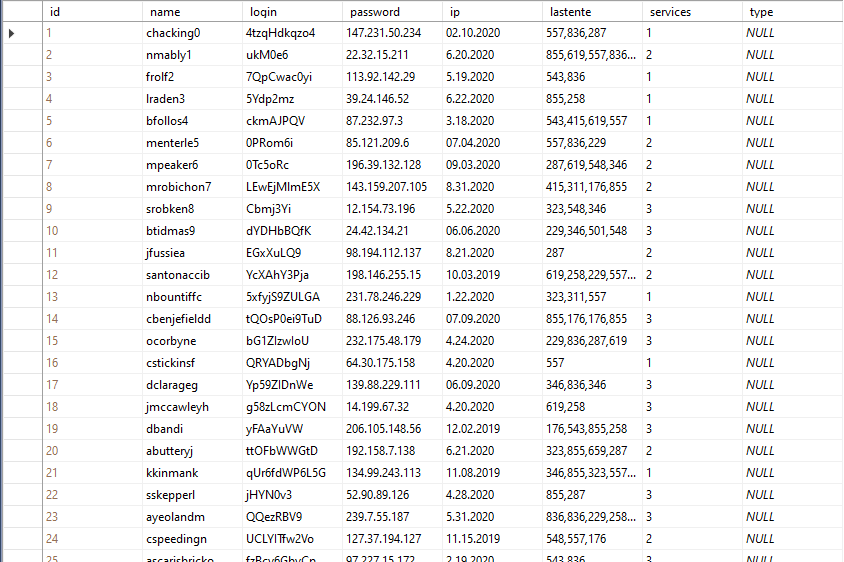 id name login password ip lastente services type
1 chacking0 4tzqHdkqzo4 147.231.50.234 02.10.2020 557,836,287 1 NULL
2 nmably1 ukM0e6 22.32.15.211 6.20.2020 855,619,557,836... 2 NULL
3 frolf2 7QpCwac0yi 113.92.142.29 5.19.2020 543,836 1 NULL
4 lraden3 5Ydp2mz 39.24.146.52 6.22.2020 855,258 1 NULL
5 bfollos4 ckmAJPQV 87.232.97.3 3.18.2020 543,415,619,557 1 NULL
6 menterle5 0PRom6i 85.121.209.6 07.04.2020 557,836,229 2 NULL
7 mpeaker6 0Tc5oRc 196.39.132.128 09.03.2020 287,619,548,346 2 NULL
8 mrobichon7 LEwEjMlmE5X 143.159.207.105 8.31.2020 415,311,176,855 2 NULL
9 srobken8 Cbmj3Yi 12.154.73.196 5.22.2020 323,548,346 3 NULL
10 btidmas9 dYDHbBQfK 24.42.134.21 06.06.2020 229,346,501,548 3 NULL
11 jfussiea EGxXuLQ9 98.194.112.137 8.21.2020 287 2 NULL
12 santonaccib YcXAhY3Pja 198.146.255.15 10.03.2019 619,258,229,557... 2 NULL
13 nbountiffc 5xfyjS9ZULGA 231.78.246.229 1.22.2020 323,311,557 1 NULL
14 cbenjefieldd tQOsP0ei9TuD 88.126.93.246 07.09.2020 855,176,176,855 3 NULL
15 ocorbyne bG1ZlzwloU 232.175.48.179 4.24.2020 229,836,287,619 3 NULL
16 cstickinsf QRYADbgNj 64.30.175.158 4.20.2020 557 1 NULL
17 dclarageg Yp59ZlDnWe 139.88.229.111 06.09.2020 346,836,346 3 NULL
18 jmccawleyh g58zLcmCYON 14.199.67.32 4.20.2020 619,258 3 NULL
19 dbandi yFAaYuVW 206.105.148.56 12.02.2019 176,543,855,258 3 NULL
20 abutteryj ttOFbWWGtD 192.158.7.138 6.21.2020 323,855,659,287 2 NULL
21 kkinmank qUr6fdWP6L5G 134.99.243.113 11.08.2019 346,855,323,557... 1 NULL
22 sskepperl jHYN0v3 52.90.89.126 4.28.2020 855,287 3 NULL
23 ayeolandm QQezRBV9 239.7.55.187 5.31.2020 836,836,229,258... 3 NULL
24 cspeedingn UCLYlTfw2Vo 127.37.194.127 11.15.2019 548,557,176 2 NULL
25 ascarisbricko fzBcy6GhyCn 97.227.15.172 2.19.2020 543,836 3 NULL